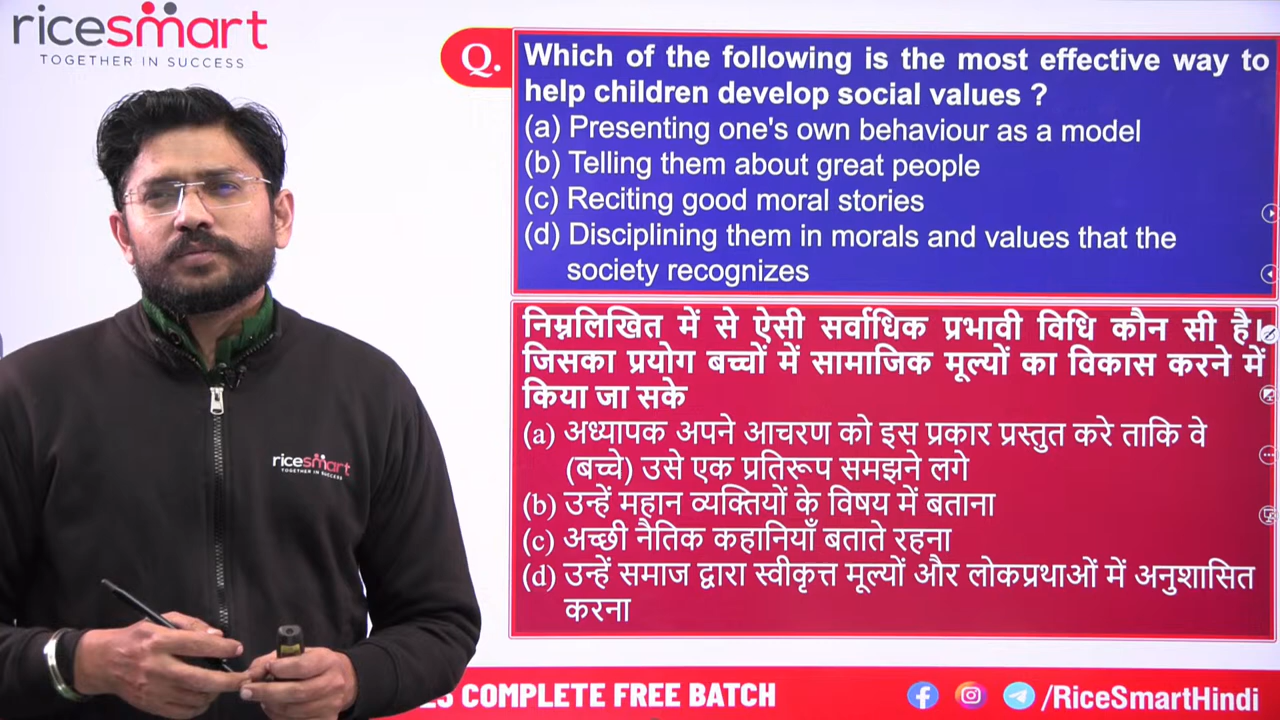 ricesmart
TOGETHER IN SUCCESS
Q.
Which of the following is the most effective way to
help children develop social values ?
(a) Presenting one's own behaviour as a model
(b) Telling them about great people
(c) Reciting good moral stories
(d) Disciplining them in morals and values that the
society recognizes
निम्नलिखित में से ऐसी सर्वाधिक प्रभावी विधि कौन सी है।
जिसका प्रयोग बच्चों में सामाजिक मूल्यों का विकास करने में
किया जा सके
(a) अध्यापक अपने आचरण को इस प्रकार प्रस्तुत करे ताकि वे
(बच्चे) उसे एक प्रतिरूप समझने लगे
(b) उन्हें महान व्यक्तियों के विषय में बताना
(c) अच्छी नैतिक कहानियाँ बताते रहना
(d) उन्हें समाज द्वारा स्वीकृत्त मूल्यों और लोकप्रथाओं में अनुशासित
करना
ricesmart
TOGETHER IN SUCCESS
COMPLETE FREE BATCH
/RiceSmartHindi